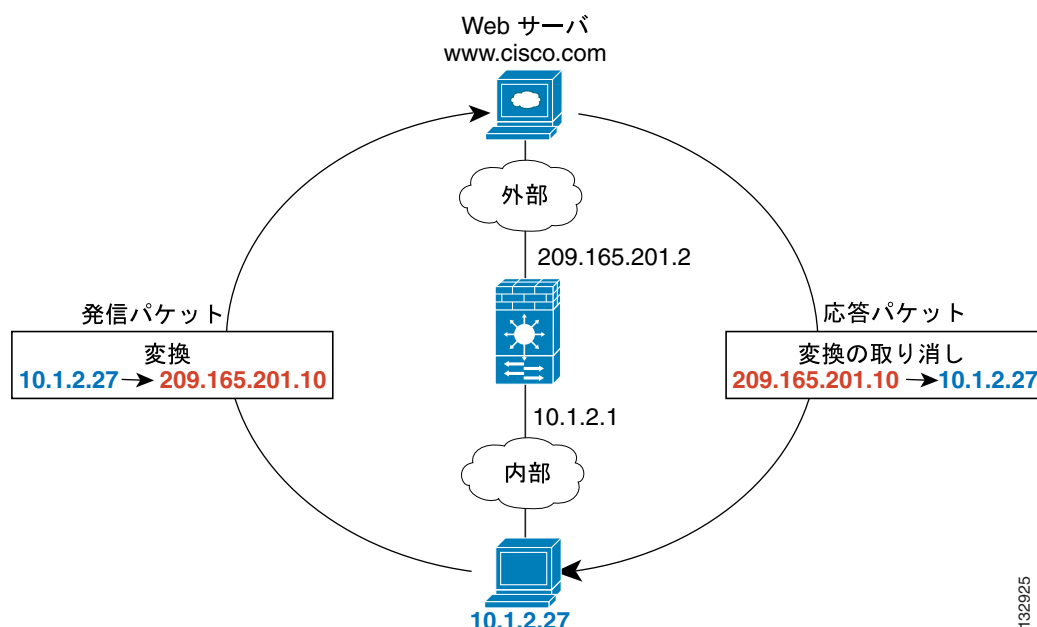 Web サーバ
www.cisco.com
外部
209.165.201.2
発信パケット
変換
10.1.2.27 209.165.201.10
応答パケット
変換の取り消し
209.165.201.10 10.1.2.27
10.1.2.1
内部
10.1.2.27
132925